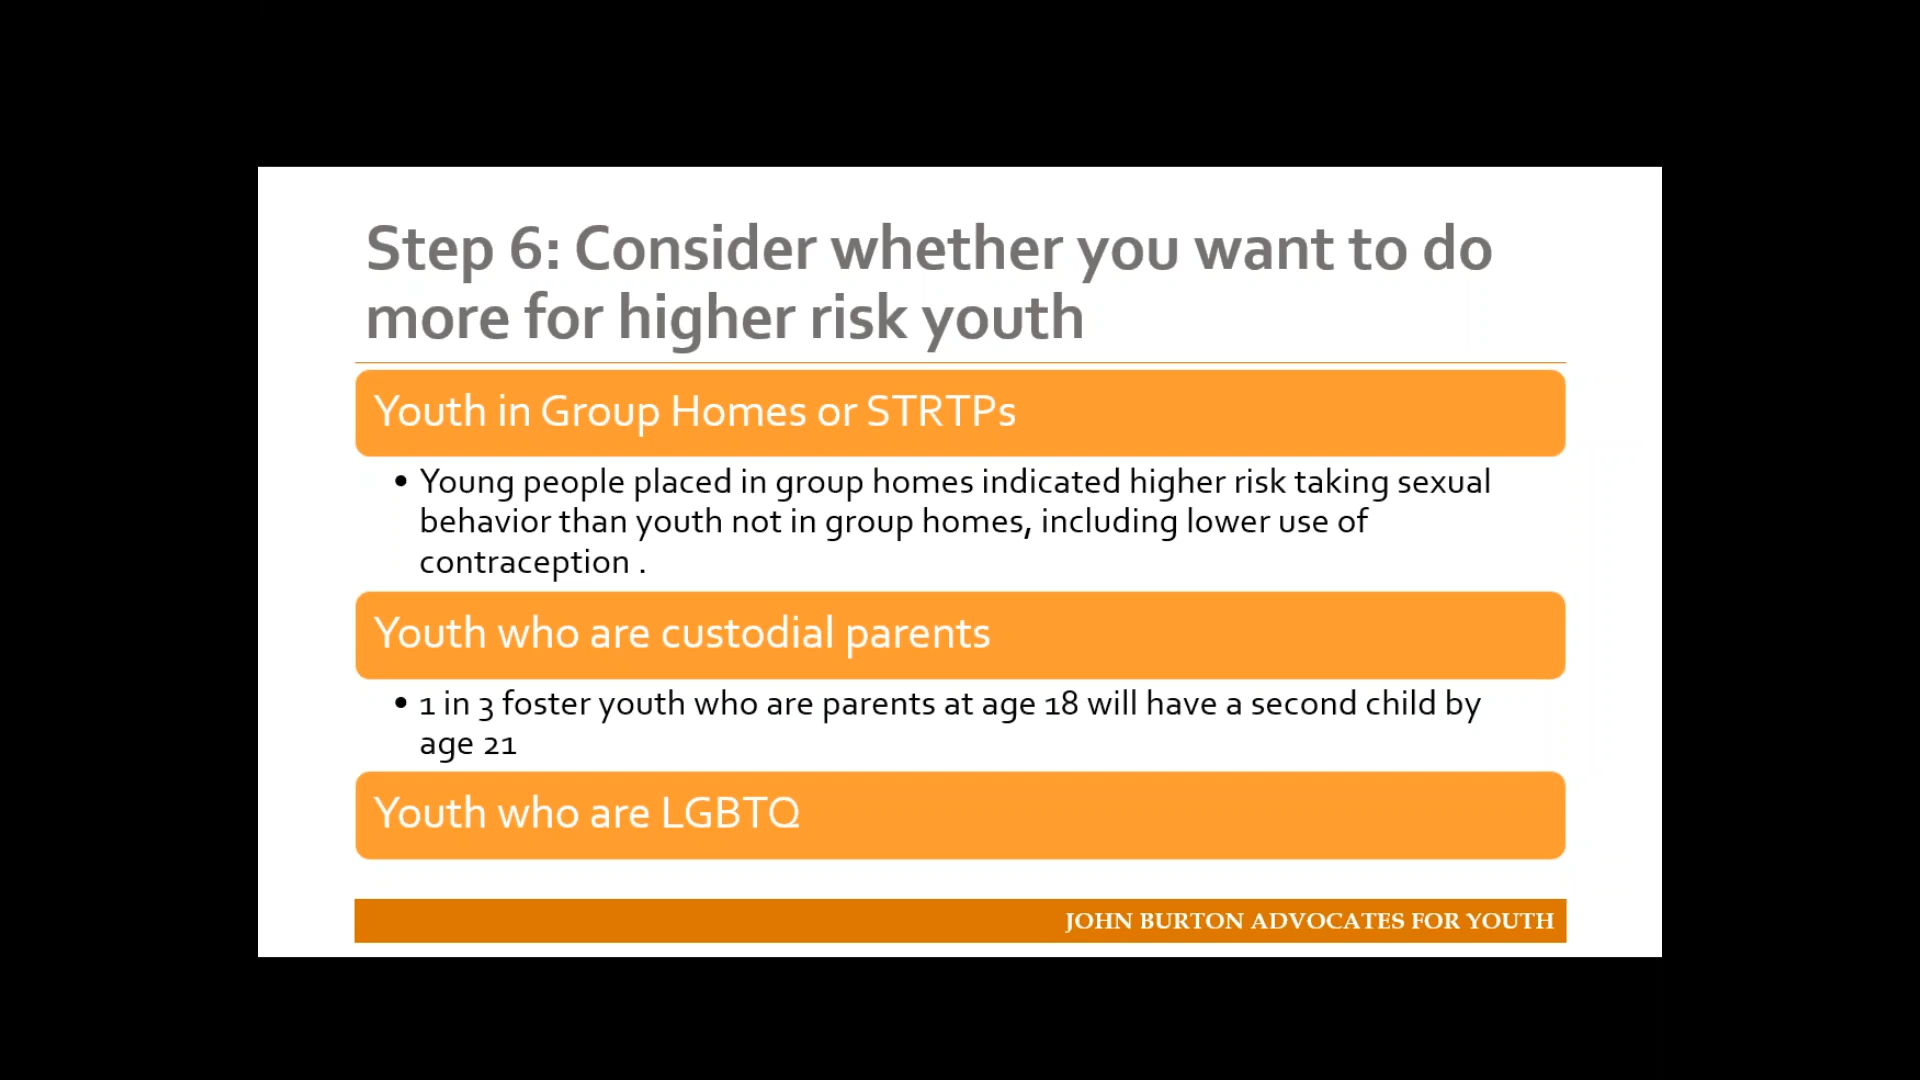 Step 6: Consider whether you want to do
more for higher risk youth
Youth in Group Homes or STRTPs
• Young people placed in group homes indicated higher risk taking sexual
behavior than youth not in group homes, including lower use of
contraception .
Youth who are custodial parents
• 1 in 3 foster youth who are parents at age 18 will have a second child by
age 21
Youth who are LGBTQ
JOHN BURTON ADVOCATES FOR YOUTH